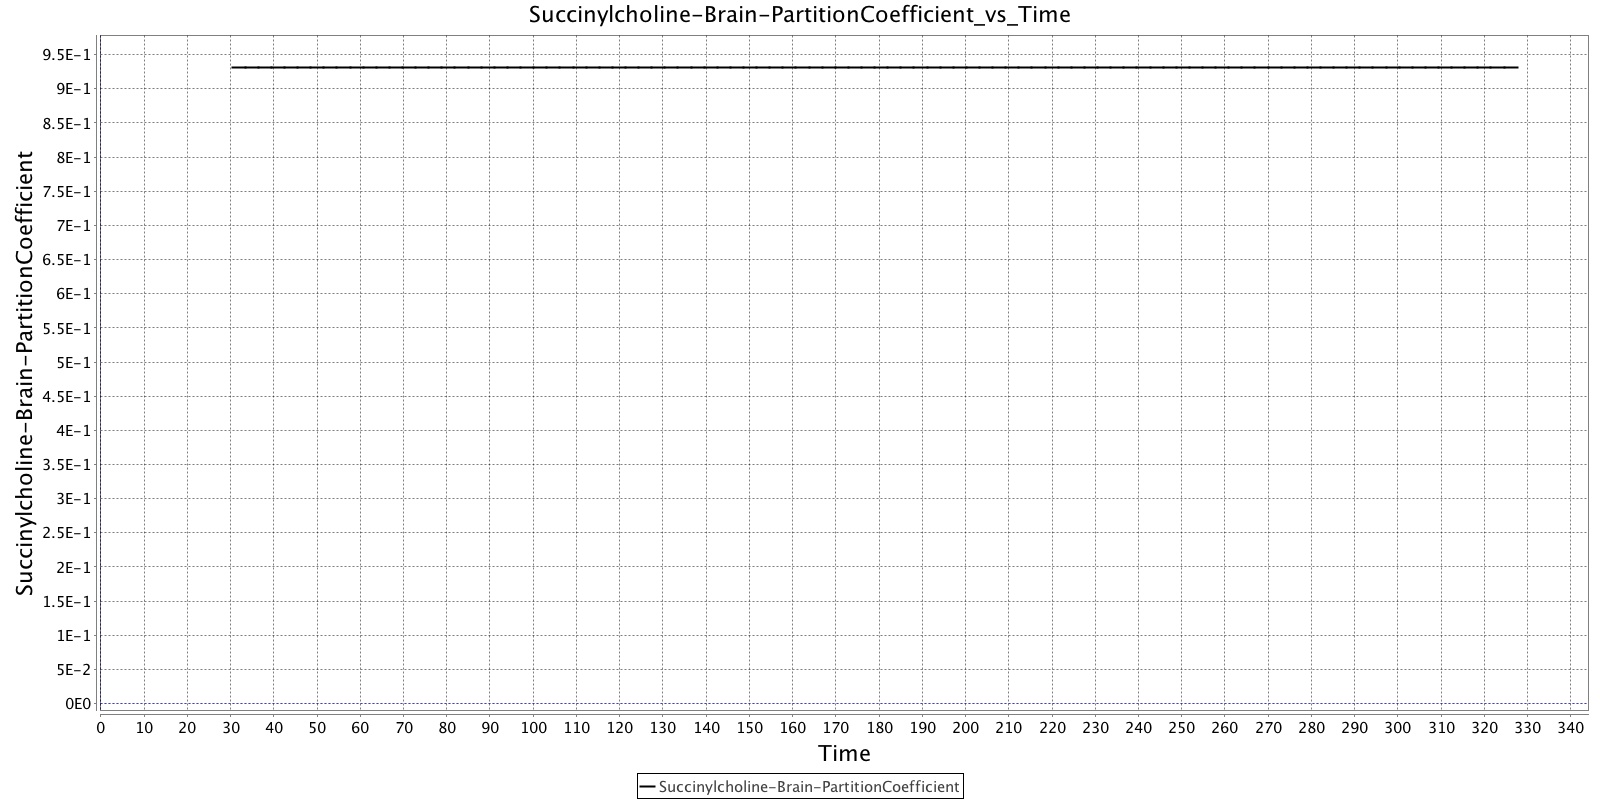 Succinylcholine-Brain-PartitionCoefficient_vs_Time
Succinylcholine-Brain-PartitionCoefficient
9.5E-1
9E-1
8.5E-1
8E-1
7.5E-1
7E-1
6.5E-1
6E-1
5.5E-1
5E-1
4.5E-1
4E-1
3.5E-1
3E-1
2.5E-1
2E-1
1.5E-1
1E-1
5E-2
0E0
0 10 20 30 40 50 60 70 80 90 100 110 120 130 140 150 160 170 180 190 200 210 220 230 240 250 260 270 280 290 300 310 320 330 340
Time
Succinylcholine-Brain-PartitionCoefficient